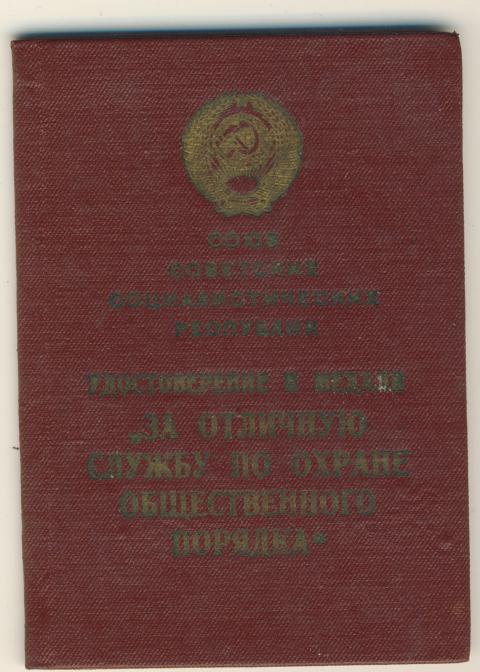 СОЮЗ
СОВЕТСКИХ
СОЦИАЛИСТИЧЕСКИХ
РЕСПУБЛИК
УДОСТОВЕРЕНИЕ К МЕДАЛИ
„ЗА ОТЛИЧНУЮ
СЛУЖБУ ПО ОХРАНЕ
ОБЩЕСТВЕННОГО
ПОРЯДКА“